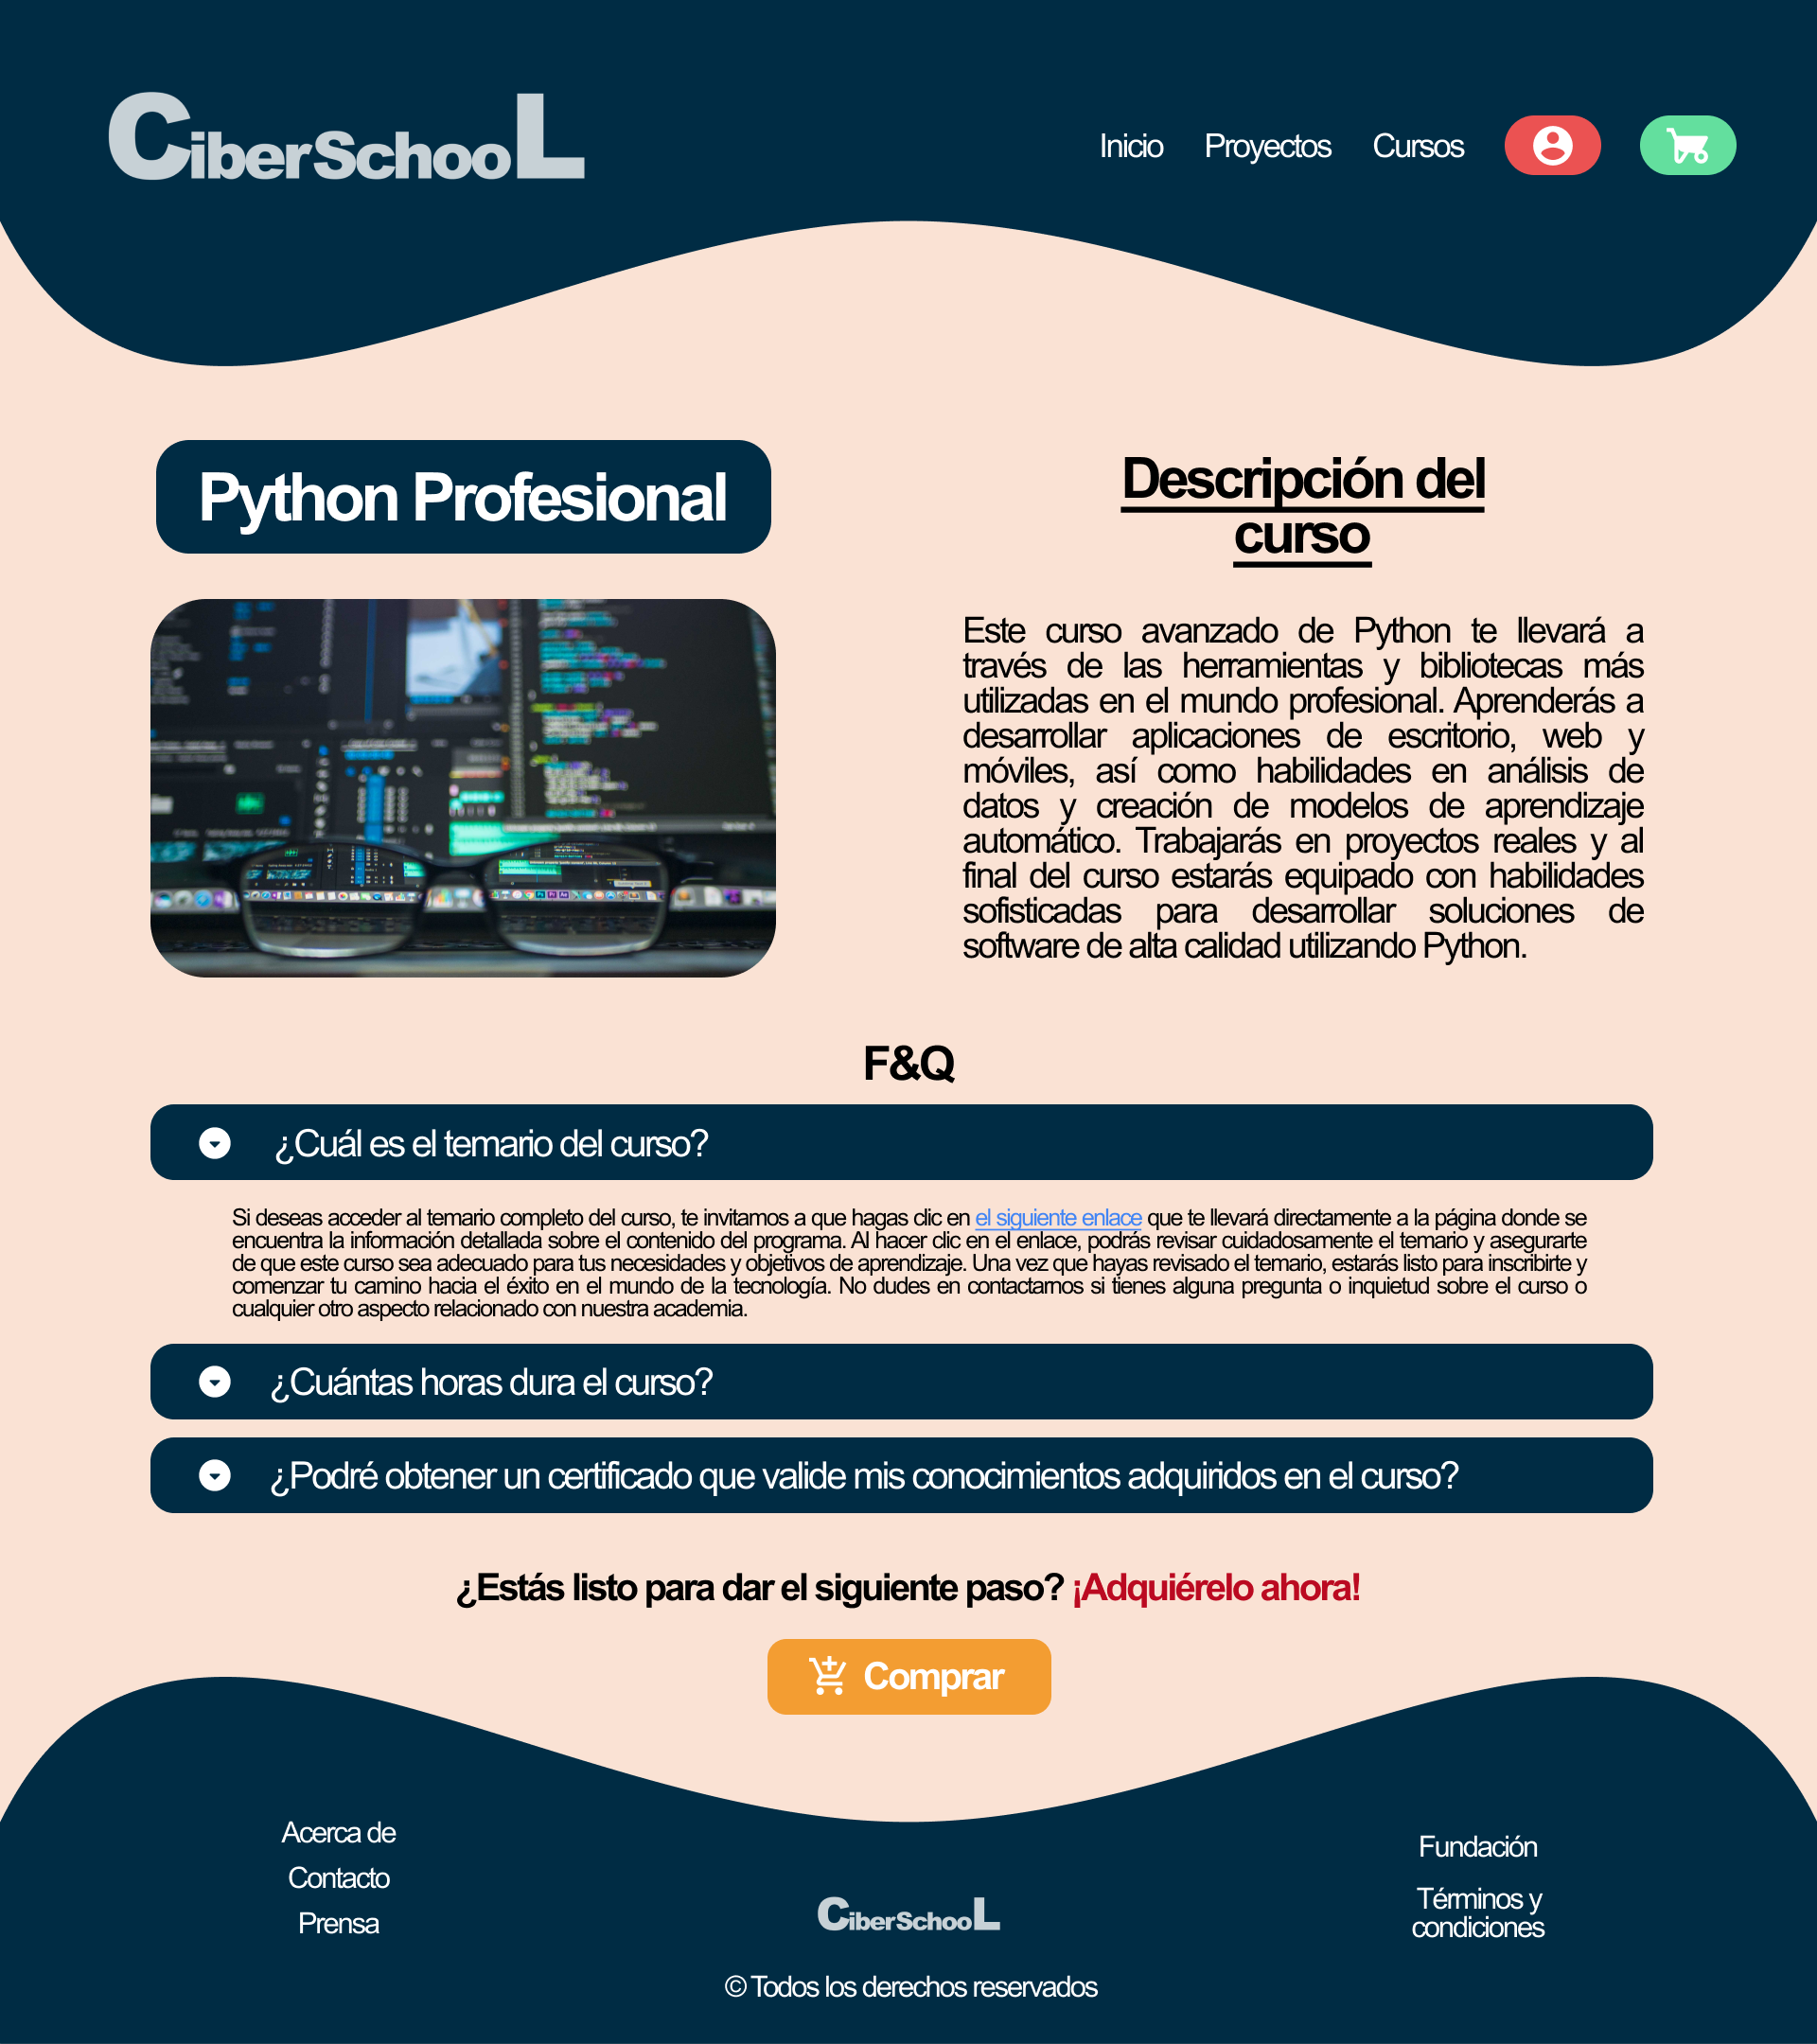 CiberSchooL
Inicio Proyectos Cursos
Python Profesional
Descripción del
curso
Este curso avanzado de Python te llevará a
través de las herramientas y bibliotecas más
utilizadas en el mundo profesional. Aprenderás a
desarrollar aplicaciones de escritorio, web y
móviles, así como habilidades en análisis de
datos y creación de modelos de aprendizaje
automático. Trabajarás en proyectos reales y al
final del curso estarás equipado con habilidades
sofisticadas para desarrollar soluciones de
software de alta calidad utilizando Python.
F&Q
¿Cuál es el temario del curso?
Si deseas acceder al temario completo del curso, te invitamos a que hagas clic en el siguiente enlace que te llevará directamente a la página donde se
encuentra la información detallada sobre el contenido del programa. Al hacer clic en el enlace, podrás revisar cuidadosamente el temario y asegurarte
de que este curso sea adecuado para tus necesidades y objetivos de aprendizaje. Una vez que hayas revisado el temario, estarás listo para inscribirte y
comenzar tu camino hacia el éxito en el mundo de la tecnología. No dudes en contactarnos si tienes alguna pregunta o inquietud sobre el curso o
cualquier otro aspecto relacionado con nuestra academia.
¿Cuántas horas dura el curso?
¿Podré obtener un certificado que valide mis conocimientos adquiridos en el curso?
¿Estás listo para dar el siguiente paso? ¡Adquiérelo ahora!
Comprar
Acerca de
Contacto
Prensa
CiberSchooL
© Todos los derechos reservados
Fundación
Términos y
condiciones